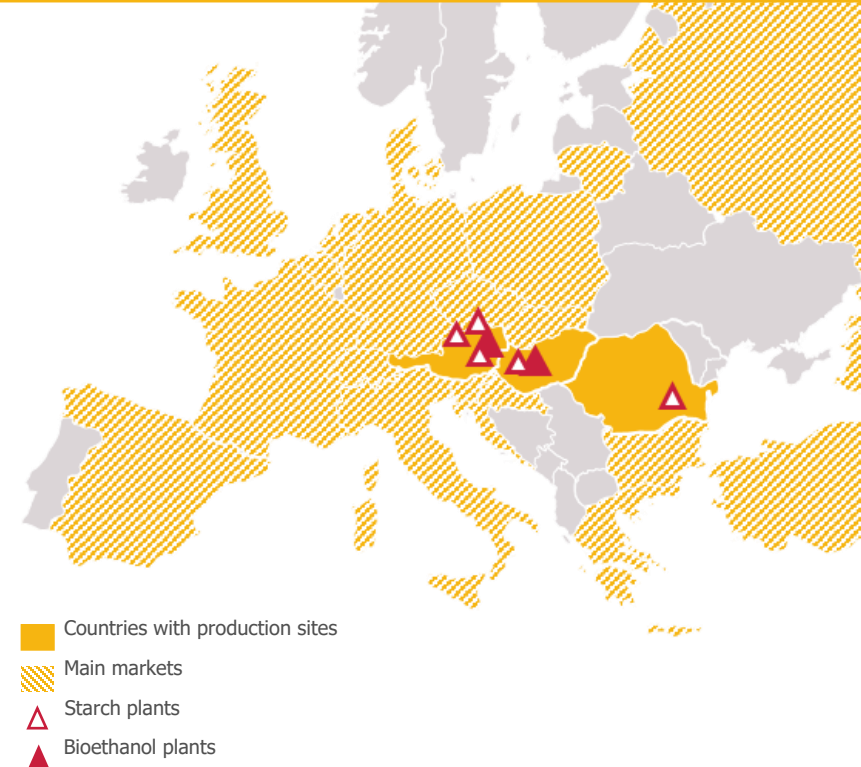 Countries with production sites
Main markets
Starch plants
Bioethanol plants